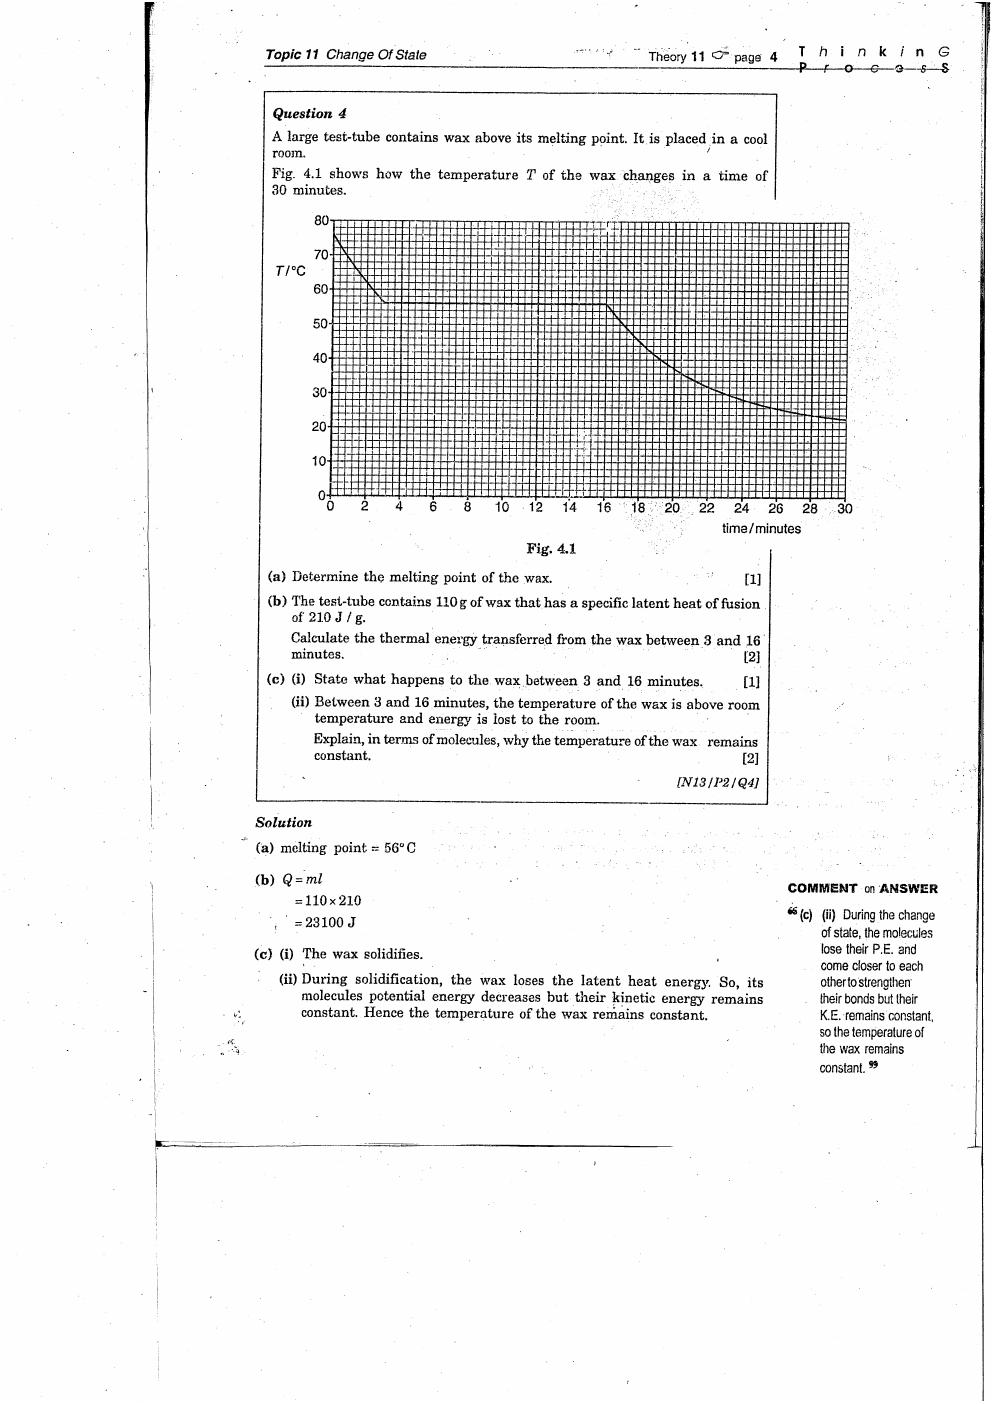 Topic 11 Change Of State
Theory 11 ☞ page 4
T h i n k i n G
P r o c e s S
Question 4
A large test-tube contains wax above its melting point. It is placed in a cool
room.
Fig. 4.1 shows how the temperature T of the wax changes in a time of
30 minutes.
80
70
T/°C
60
50
40
30
20
10
0
0 2 4 6 8 10 12 14 16 18 20 22 24 26 28 30
time/minutes
Fig. 4.1
(a) Determine the melting point of the wax. [1]
(b) The test-tube contains 110 g of wax that has a specific latent heat of fusion
of 210 J / g.
Calculate the thermal energy transferred from the wax between 3 and 16
minutes. [2]
(c) (i) State what happens to the wax between 3 and 16 minutes. [1]
(ii) Between 3 and 16 minutes, the temperature of the wax is above room
temperature and energy is lost to the room.
Explain, in terms of molecules, why the temperature of the wax remains
constant. [2]
[N13/P2/Q4]
Solution
(a) melting point = 56° C
(b) Q = ml
= 110 × 210
= 23100 J
(c) (i) The wax solidifies.
(ii) During solidification, the wax loses the latent heat energy. So, its
molecules potential energy decreases but their kinetic energy remains
constant. Hence the temperature of the wax remains constant.
COMMENT on ANSWER
“ (c) (ii) During the change
of state, the molecules
lose their P.E. and
come closer to each
other to strengthen
their bonds but their
K.E. remains constant,
so the temperature of
the wax remains
constant. ”